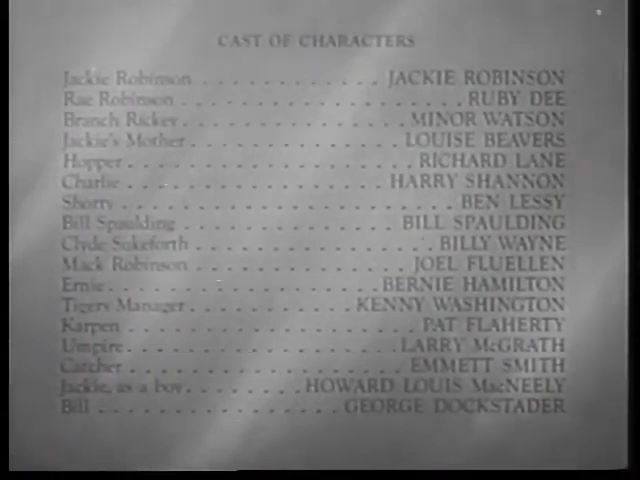 CAST OF CHARACTERS
Jackie Robinson . . . . . . . . . . . . JACKIE ROBINSON
Rae Robinson . . . . . . . . . . . . . . . . . . . RUBY DEE
Branch Rickey . . . . . . . . . . . . . . . MINOR WATSON
Jackie's Mother . . . . . . . . . . . . . . . LOUISE BEAVERS
Hopper . . . . . . . . . . . . . . . . . . . RICHARD LANE
Charlie . . . . . . . . . . . . . . . . . HARRY SHANNON
Shorty . . . . . . . . . . . . . . . . . . . . . . BEN LESSY
Bill Spaulding . . . . . . . . . . . . . . BILL SPAULDING
Clyde Sukeforth . . . . . . . . . . . . . . . BILLY WAYNE
Mack Robinson . . . . . . . . . . . . . . JOEL FLUELLEN
Ernie . . . . . . . . . . . . . . . . . . BERNIE HAMILTON
Tigers Manager . . . . . . . . . . . KENNY WASHINGTON
Karpen . . . . . . . . . . . . . . . . . . . PAT FLAHERTY
Umpire . . . . . . . . . . . . . . . . . LARRY McGRATH
Catcher . . . . . . . . . . . . . . . . . . EMMETT SMITH
Jackie, as a boy . . . . . . . . HOWARD LOUIS MacNEELY
Bill . . . . . . . . . . . . . . . . GEORGE DOCKSTADER